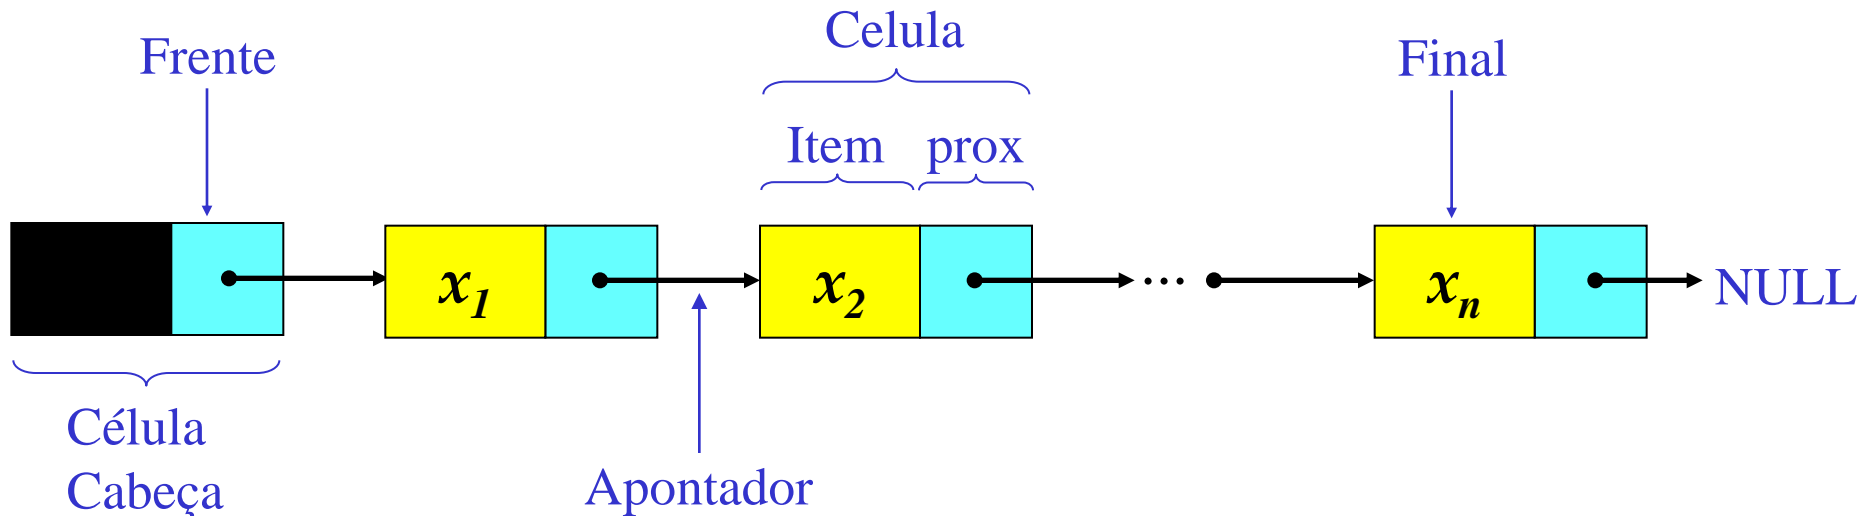 Celula
Frente
Final
Item prox
x1 x2 ... xn NULL
Célula
Cabeça
Apontador